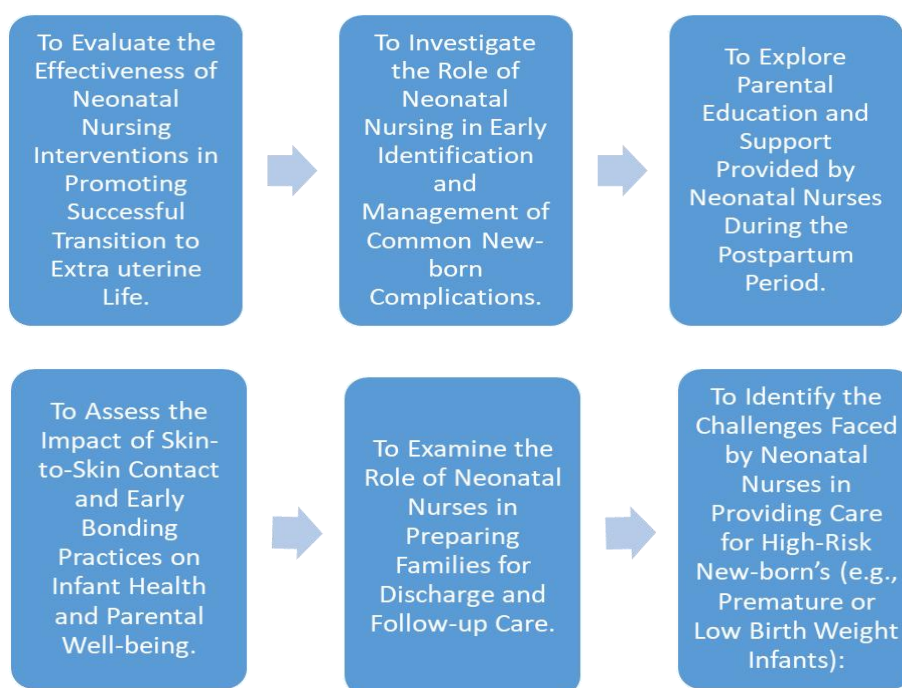 To Evaluate the
Effectiveness of
Neonatal
Nursing
Interventions in
Promoting
Successful
Transition to
Extra uterine
Life.
To Investigate
the Role of
Neonatal
Nursing in Early
Identification
and
Management of
Common New-
born
Complications.
To Explore
Parental
Education and
Support
Provided by
Neonatal Nurses
During the
Postpartum
Period.
To Assess the
Impact of Skin-
to-Skin Contact
and Early
Bonding
Practices on
Infant Health
and Parental
Well-being.
To Examine the
Role of Neonatal
Nurses in
Preparing
Families for
Discharge and
Follow-up Care.
To Identify the
Challenges Faced
by Neonatal
Nurses in
Providing Care
for High-Risk
New-born’s (e.g.,
Premature or
Low Birth Weight
Infants):